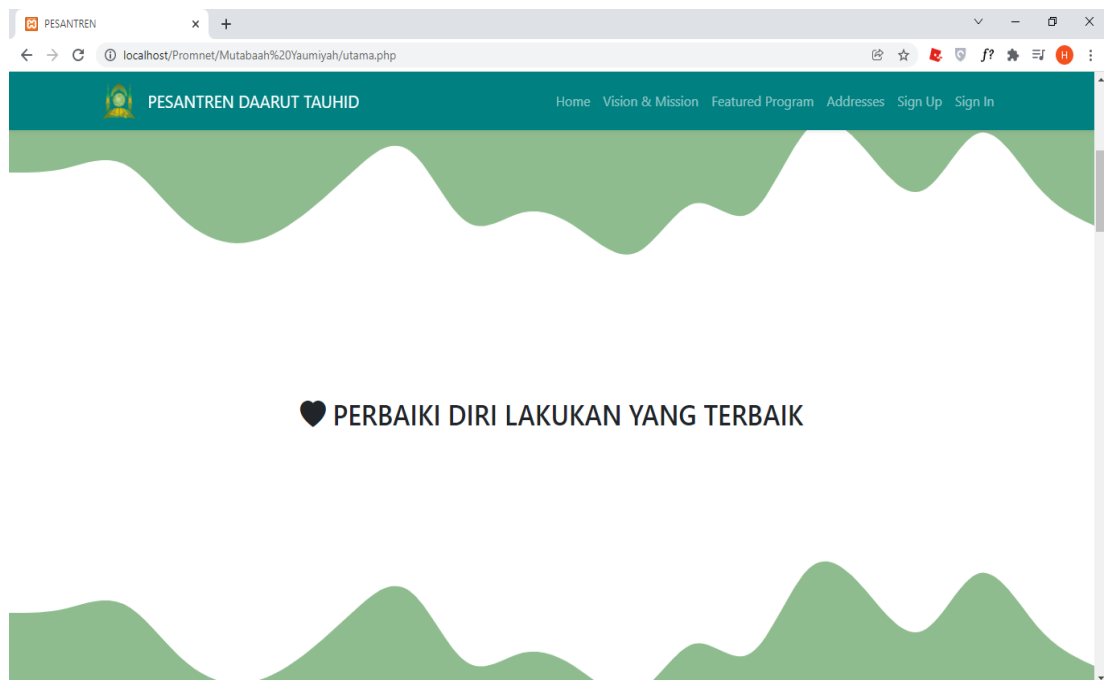 PESANTREN
localhost/Promnet/Mutabaah%20Yaumiyah/utama.php
f?
H
PESANTREN DAARUT TAUHID
Home Vision & Mission Featured Program Addresses Sign Up Sign In
PERBAIKI DIRI LAKUKAN YANG TERBAIK